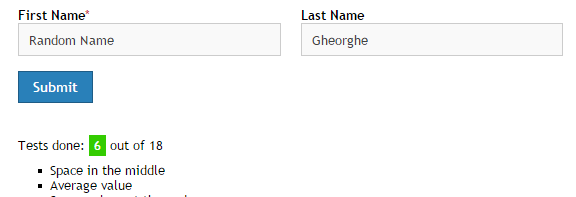 First Name* Last Name
Random Name Gheorghe
Submit
Tests done: 6 out of 18
Space in the middle
Average value